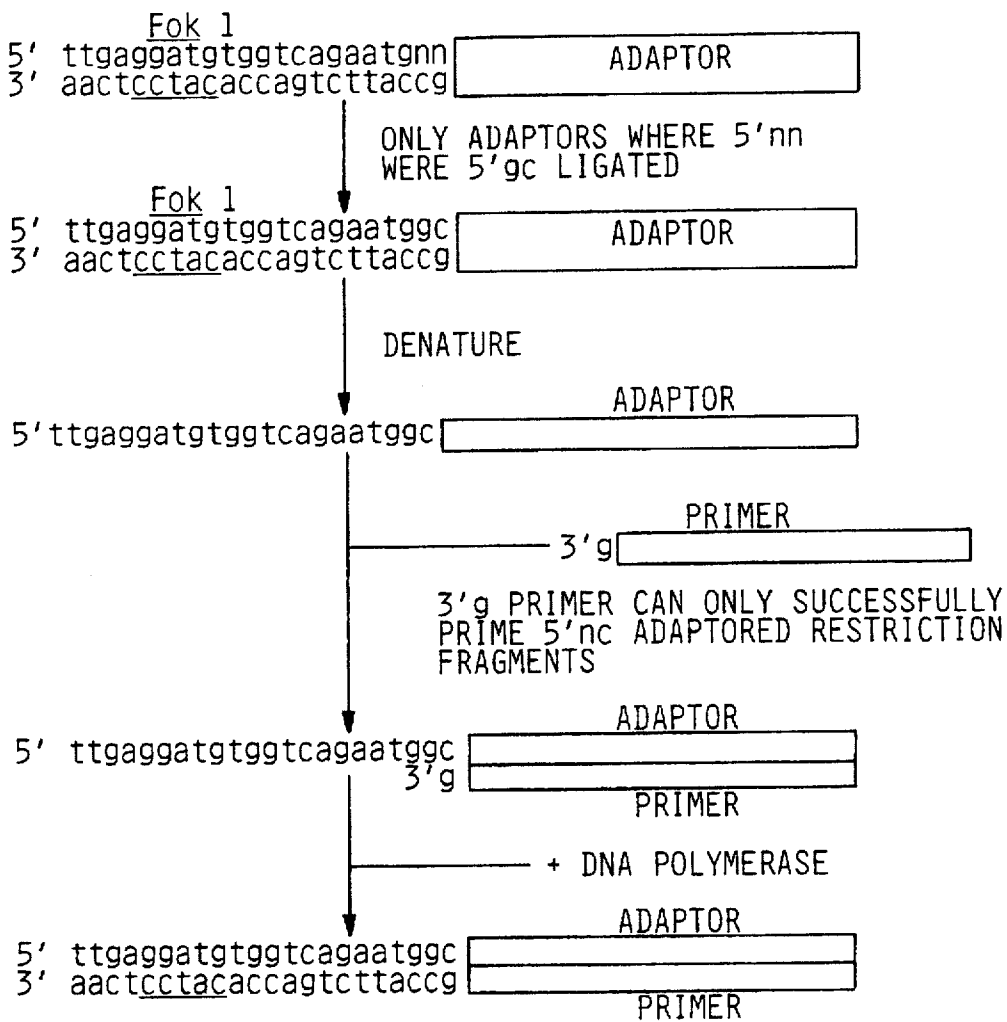 Fok 1
5' ttgaggatgtggtcagaatgnn
3' aactcctacaccagtcttaccg
ADAPTOR
ONLY ADAPTORS WHERE 5'nn
WERE 5'gc LIGATED
Fok 1
5' ttgaggatgtggtcagaatggc
3' aactcctacaccagtcttaccg
ADAPTOR
DENATURE
ADAPTOR
5'ttgaggatgtggtcagaatggc
PRIMER
3'g
3'g PRIMER CAN ONLY SUCCESSFULLY
PRIME 5'nc ADAPTORED RESTRICTION
FRAGMENTS
ADAPTOR
5' ttgaggatgtggtcagaatggc
3'g
PRIMER
+ DNA POLYMERASE
ADAPTOR
5' ttgaggatgtggtcagaatggc
3' aactcctacaccagtcttaccg
PRIMER